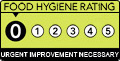 FOOD HYGIENE RATING
0 1 2 3 4 5
URGENT IMPROVEMENT NECESSARY